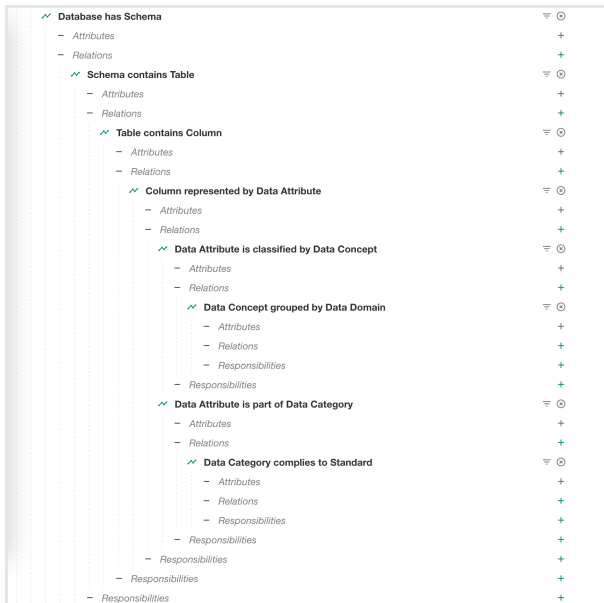 Database has Schema
Attributes
Relations
Schema contains Table
Attributes
Relations
Table contains Column
Attributes
Relations
Column represented by Data Attribute
Attributes
Relations
Data Attribute is classified by Data Concept
Attributes
Relations
Data Concept grouped by Data Domain
Attributes
Relations
Responsibilities
Responsibilities
Data Attribute is part of Data Category
Attributes
Relations
Data Category complies to Standard
Attributes
Relations
Responsibilities
Responsibilities
Responsibilities
Responsibilities
Responsibilities